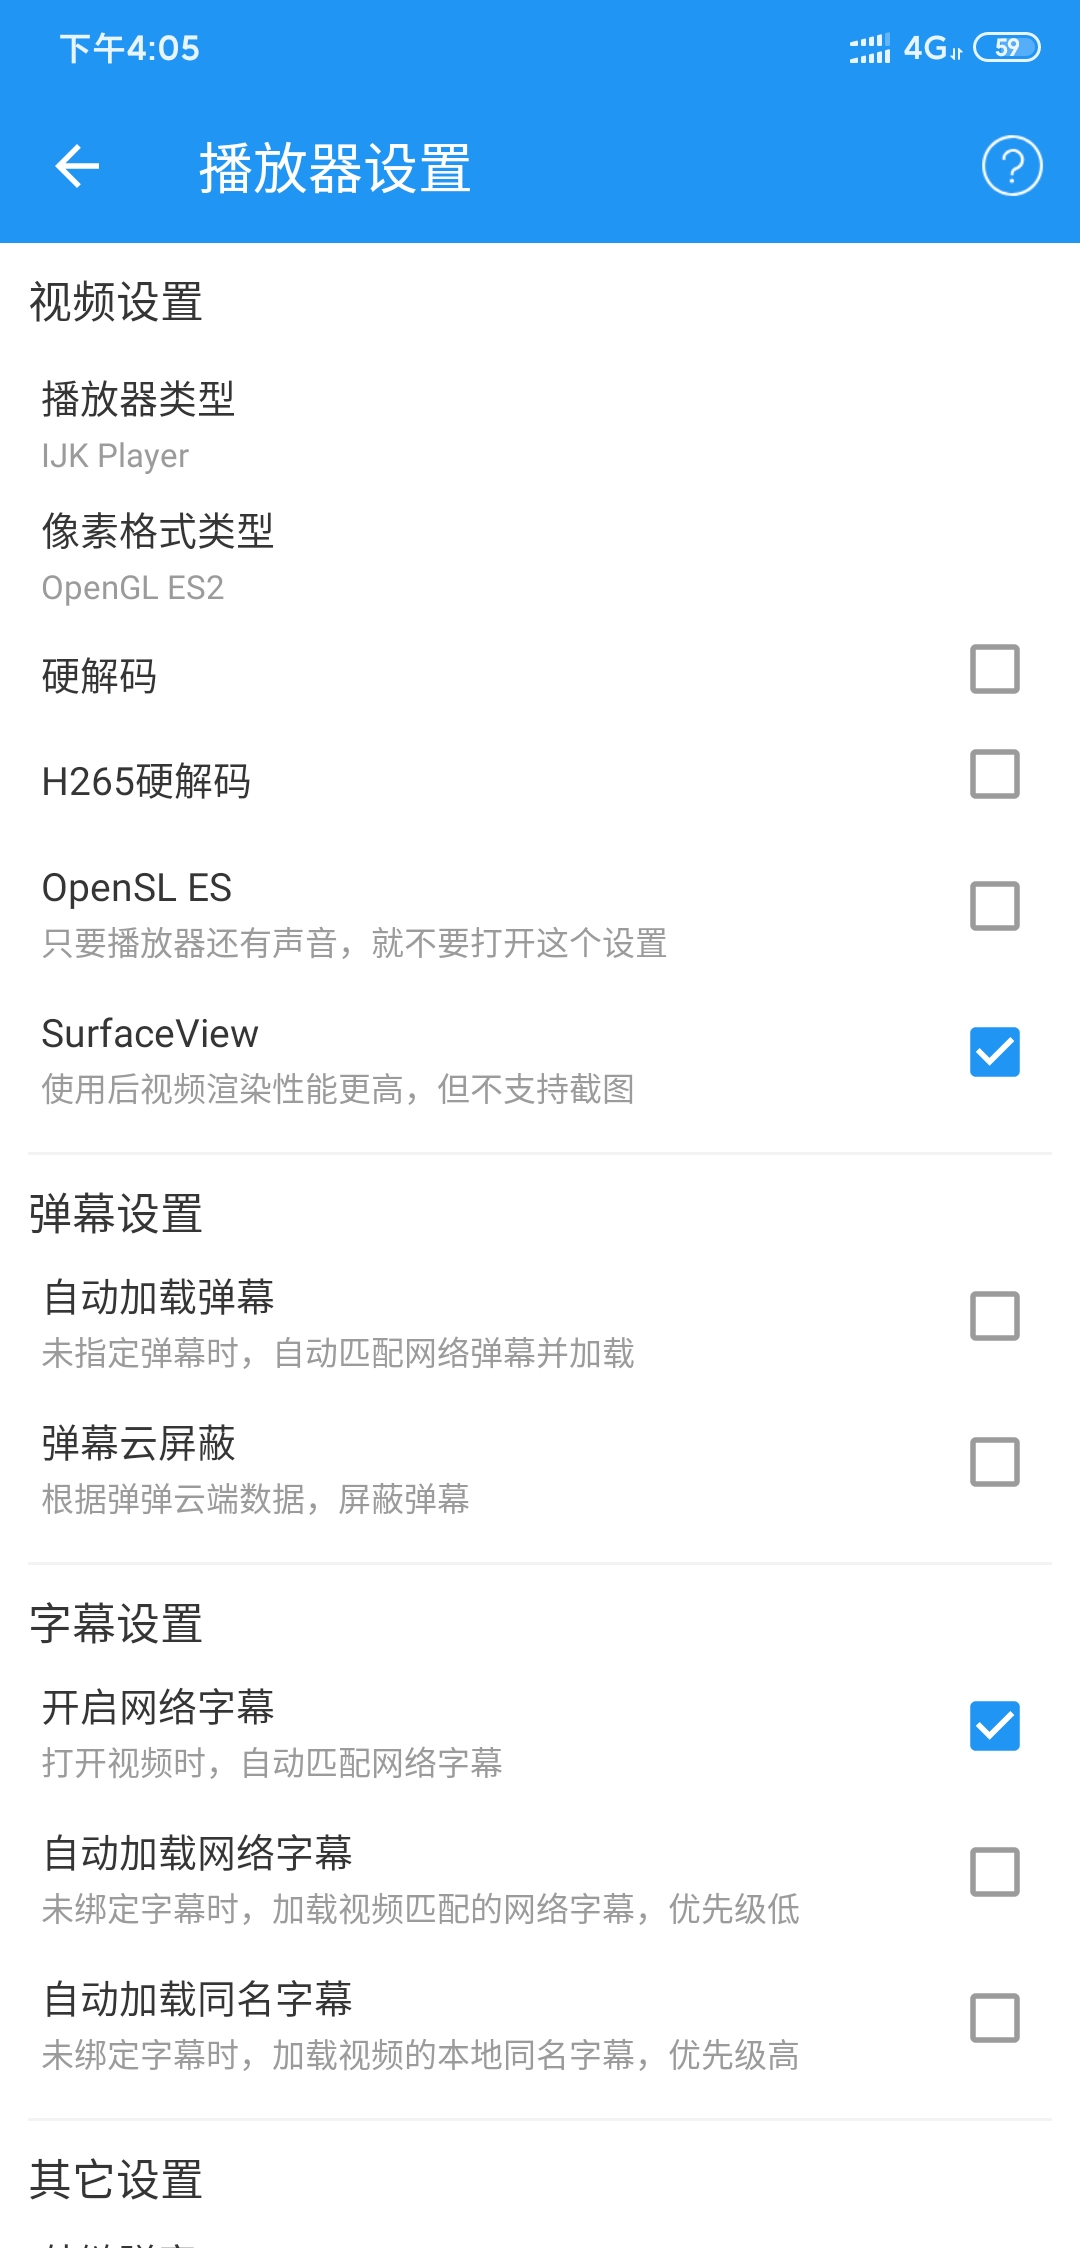 下午4:05
4G
59
播放器设置
视频设置
播放器类型
IJK Player
像素格式类型
OpenGL ES2
硬解码
H265硬解码
OpenSL ES
只要播放器还有声音，就不要打开这个设置
SurfaceView
使用后视频渲染性能更高，但不支持截图
弹幕设置
自动加载弹幕
未指定弹幕时，自动匹配网络弹幕并加载
弹幕云屏蔽
根据弹弹云端数据，屏蔽弹幕
字幕设置
开启网络字幕
打开视频时，自动匹配网络字幕
自动加载网络字幕
未绑定字幕时，加载视频匹配的网络字幕，优先级低
自动加载同名字幕
未绑定字幕时，加载视频的本地同名字幕，优先级高
其它设置